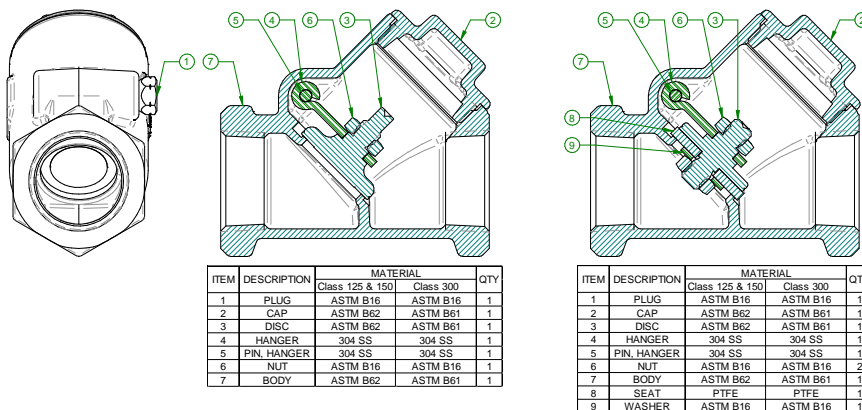 5 4 6 3 2
5 4 6 3
1 7 7
8
9
ITEM DESCRIPTION MATERIAL QTY
Class 125 & 150 Class 300
1 PLUG ASTM B16 ASTM B16 1
2 CAP ASTM B62 ASTM B61 1
3 DISC ASTM B62 ASTM B61 1
4 HANGER 304 SS 304 SS 1
5 PIN, HANGER 304 SS 304 SS 1
6 NUT ASTM B16 ASTM B16 1
7 BODY ASTM B62 ASTM B61 1
ITEM DESCRIPTION MATERIAL
Class 125 & 150 Class 300
1 PLUG ASTM B16 ASTM B16 1
2 CAP ASTM B62 ASTM B61 1
3 DISC ASTM B62 ASTM B61 1
4 HANGER 304 SS 304 SS 1
5 PIN, HANGER 304 SS 304 SS 1
6 NUT ASTM B16 ASTM B16 2
7 BODY ASTM B62 ASTM B61 1
8 SEAT PTFE PTFE 1
9 WASHER ASTM B16 ASTM B16 1